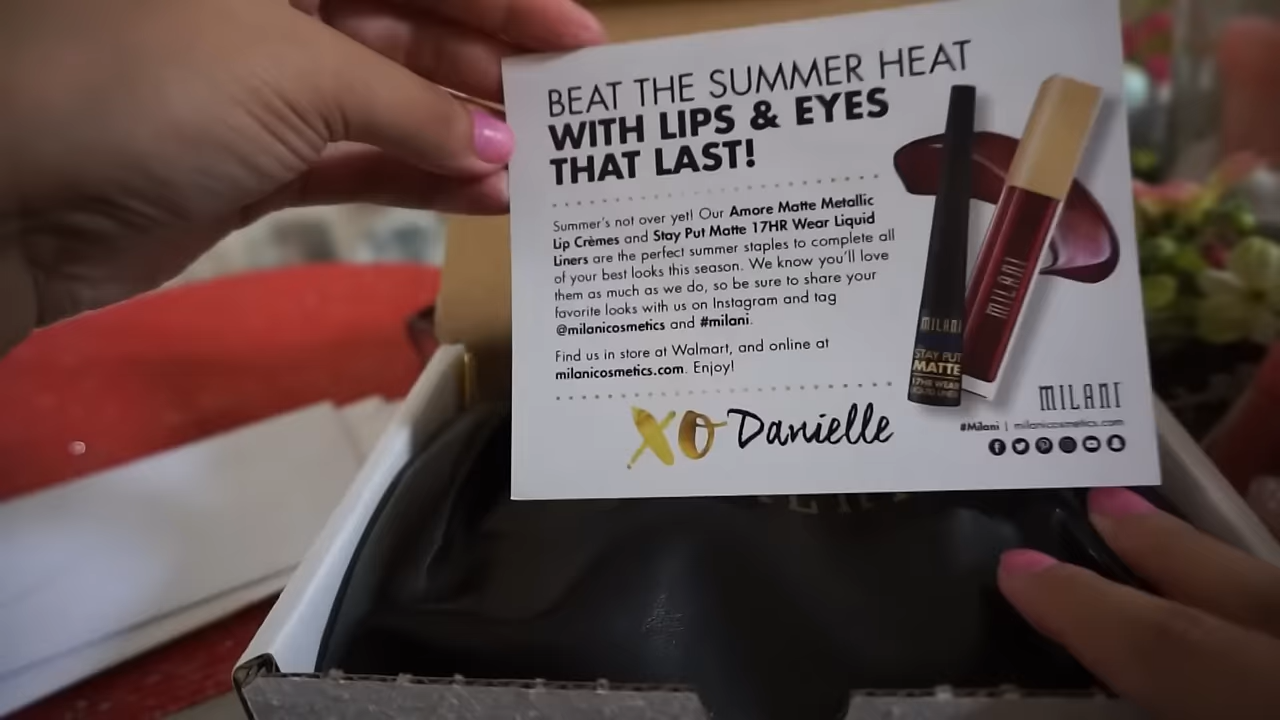 BEAT THE SUMMER HEAT
WITH LIPS & EYES
THAT LAST!
Summer's not over yet! Our Amore Matte Metallic
Lip Crèmes and Stay Put Matte 17HR Wear Liquid
Liners are the perfect summer staples to complete all
of your best looks this season. We know you'll love
them as much as we do, so be sure to share your
favorite looks with us on Instagram and tag
@milanicosmetics and #milani.
Find us in store at Walmart, and online at
milanicosmetics.com. Enjoy!
XO Danielle
MILANI
STAY PUT
MATTE
17HR WEAR
MILANI
MILANI
#Milani | milanicosmetics.com